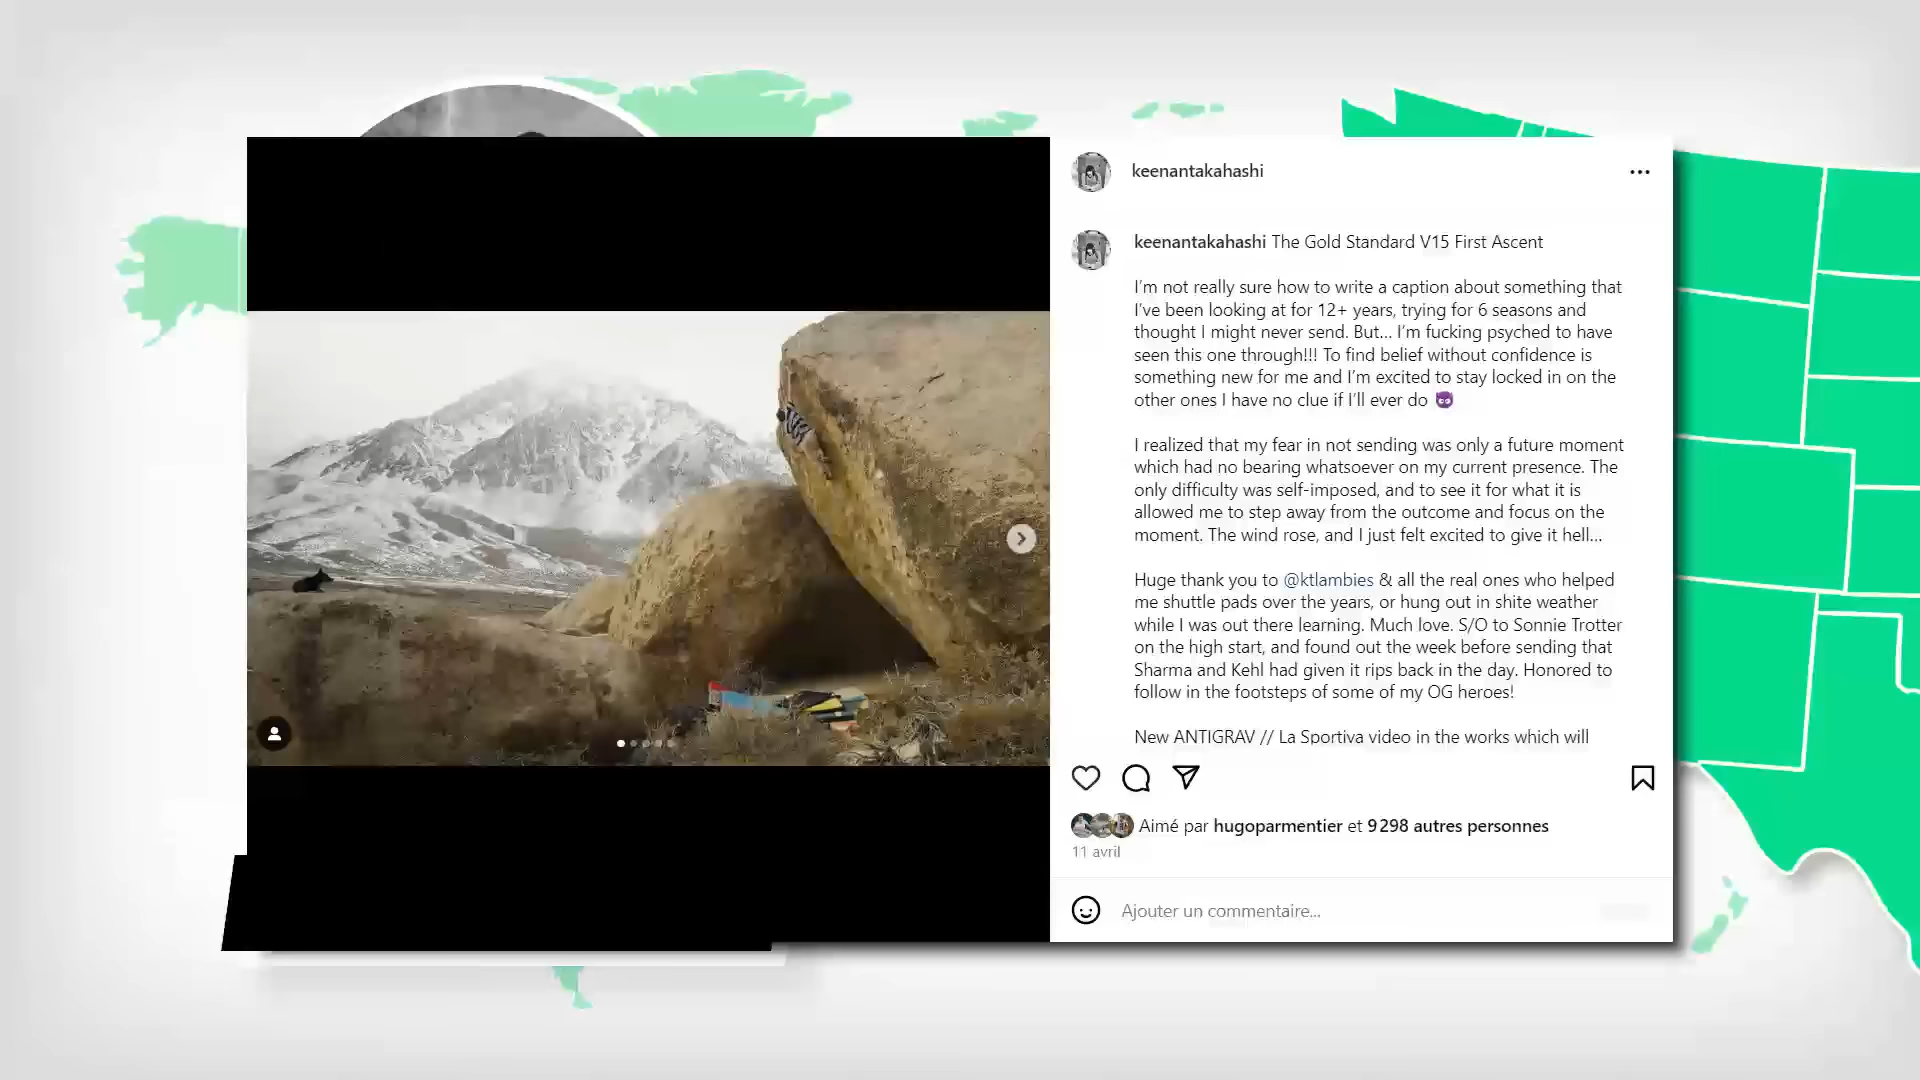 keenantakahashi
keenantakahashi The Gold Standard V15 First Ascent
I'm not really sure how to write a caption about something that
I've been looking at for 12+ years, trying for 6 seasons and
thought I might never send. But... I'm fucking psyched to have
seen this one through!!! To find belief without confidence is
something new for me and I'm excited to stay locked in on the
other ones I have no clue if I'll ever do 😈
I realized that my fear in not sending was only a future moment
which had no bearing whatsoever on my current presence. The
only difficulty was self-imposed, and to see it for what it is
allowed me to step away from the outcome and focus on the
moment. The wind rose, and I just felt excited to give it hell...
Huge thank you to @ktlambies & all the real ones who helped
me shuttle pads over the years, or hung out in shite weather
while I was out there learning. Much love. S/O to Sonnie Trotter
on the high start, and found out the week before sending that
Sharma and Kehl had given it rips back in the day. Honored to
follow in the footsteps of some of my OG heroes!
New ANTIGRAV // La Sportiva video in the works which will
Aimé par hugoparmentier et 9 298 autres personnes
11 avril
Ajouter un commentaire...